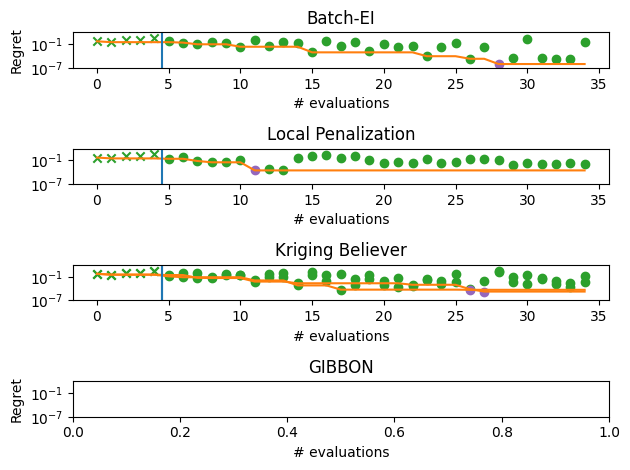 Batch-EI
Regret
10⁻¹
10⁻⁷
0 5 10 15 20 25 30 35
# evaluations
Local Penalization
10⁻¹
10⁻⁷
0 5 10 15 20 25 30 35
# evaluations
Kriging Believer
10⁻¹
10⁻⁷
0 5 10 15 20 25 30 35
# evaluations
GIBBON
Regret
10⁻¹
10⁻⁷
0.0 0.2 0.4 0.6 0.8 1.0
# evaluations